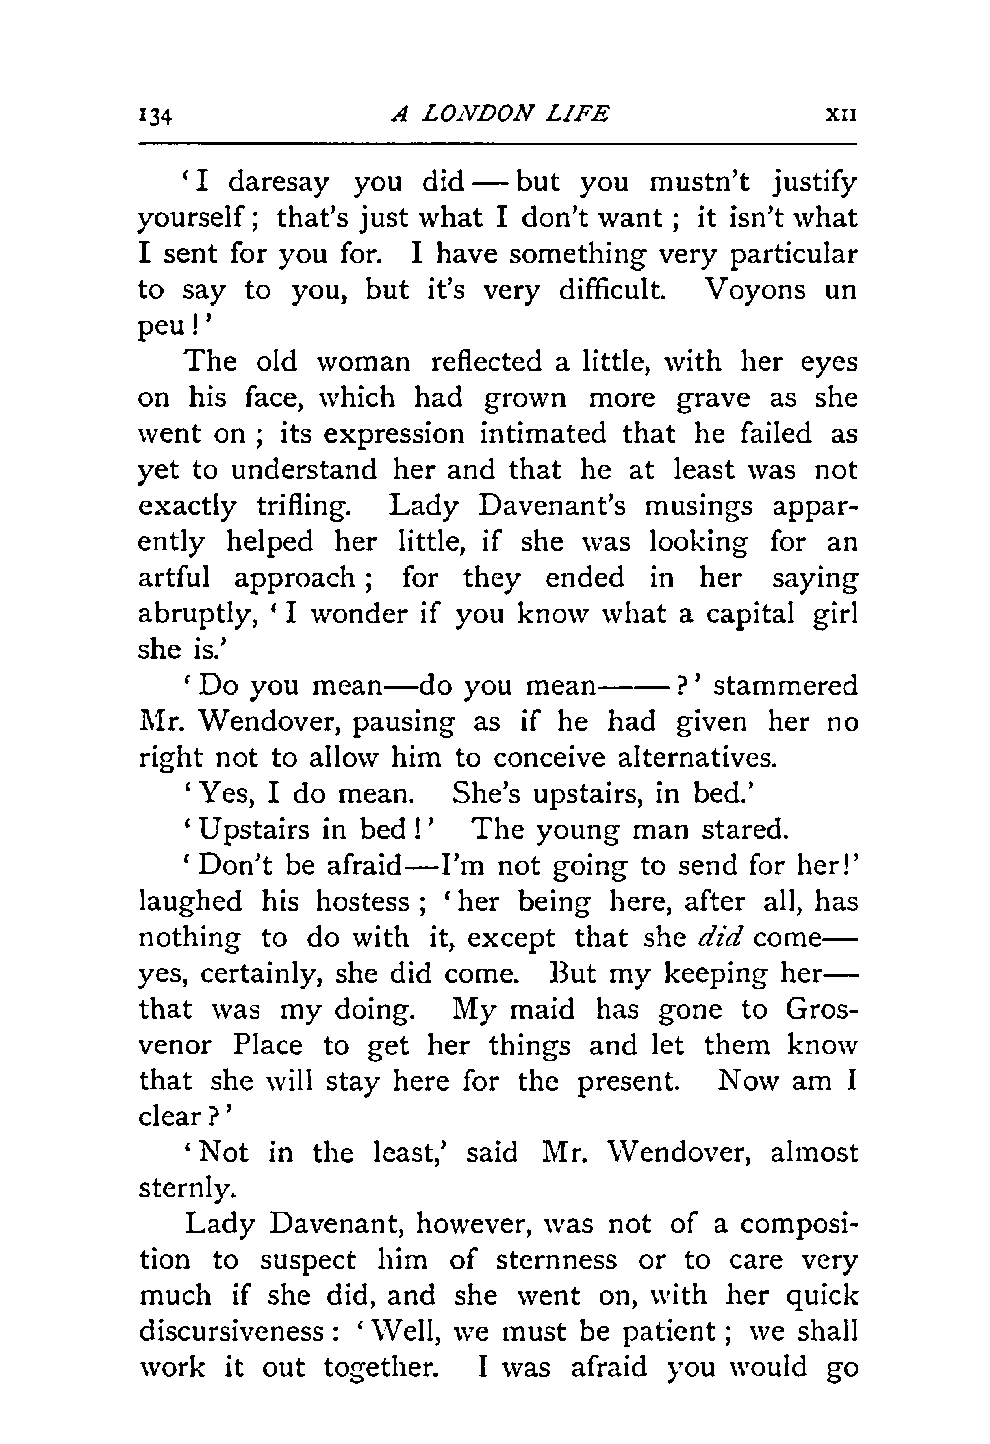 134 A LONDON LIFE XII
‘I daresay you did — but you mustn’t justify
yourself; that’s just what I don’t want; it isn’t what
I sent for you for. I have something very particular
to say to you, but it’s very difficult. Voyons un
peu!’
The old woman reflected a little, with her eyes
on his face, which had grown more grave as she
went on; its expression intimated that he failed as
yet to understand her and that he at least was not
exactly trifling. Lady Davenant’s musings appar-
ently helped her little, if she was looking for an
artful approach; for they ended in her saying
abruptly, ‘I wonder if you know what a capital girl
she is.’
‘Do you mean—do you mean——?’ stammered
Mr. Wendover, pausing as if he had given her no
right not to allow him to conceive alternatives.
‘Yes, I do mean. She’s upstairs, in bed.’
‘Upstairs in bed!’ The young man stared.
‘Don’t be afraid—I’m not going to send for her!’
laughed his hostess; ‘her being here, after all, has
nothing to do with it, except that she did come—
yes, certainly, she did come. But my keeping her—
that was my doing. My maid has gone to Gros-
venor Place to get her things and let them know
that she will stay here for the present. Now am I
clear?’
‘Not in the least,’ said Mr. Wendover, almost
sternly.
Lady Davenant, however, was not of a composi-
tion to suspect him of sternness or to care very
much if she did, and she went on, with her quick
discursiveness: ‘Well, we must be patient; we shall
work it out together. I was afraid you would go